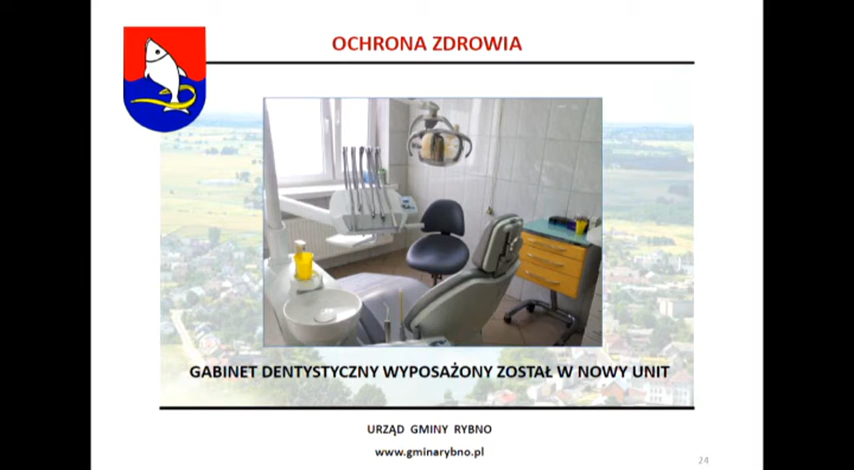 OCHRONA ZDROWIA
GABINET DENTYSTYCZNY WYPOSAŻONY ZOSTAŁ W NOWY UNIT
URZĄD GMINY RYBNO
www.gminarybno.pl
24